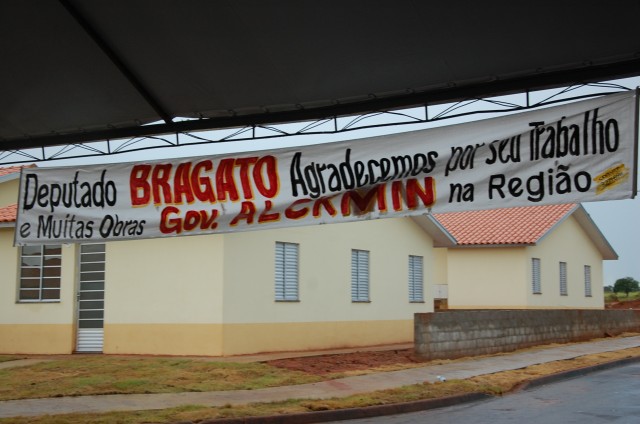 Deputado BRAGATO Agradecemos por seu Trabalho
e Muitas Obras Gov. ALCKMIN na Região